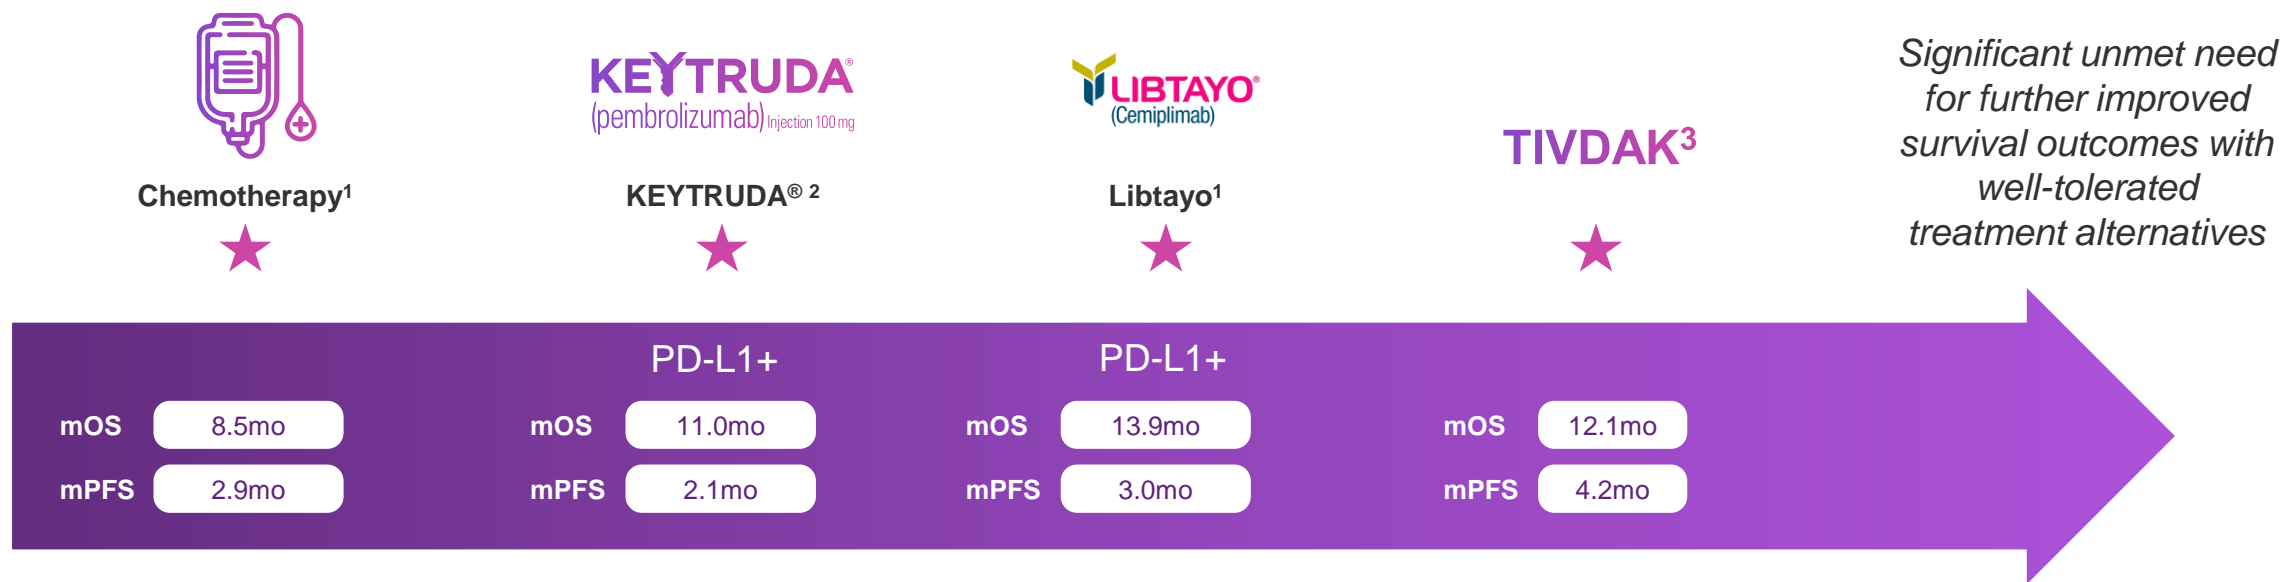 KEYTRUDA®
(pembrolizumab) Injection 100 mg
KEYTRUDA® 2
LIBTAYO®
(Cemiplimab)
Libtayo1
Chemotherapy1
TIVDAK3
Significant unmet need
for further improved
survival outcomes with
well-tolerated
treatment alternatives
PD-L1+
PD-L1+
mOS 8.5mo
mPFS 2.9mo
mOS 11.0mo
mPFS 2.1mo
mOS 13.9mo
mPFS 3.0mo
mOS 12.1mo
mPFS 4.2mo